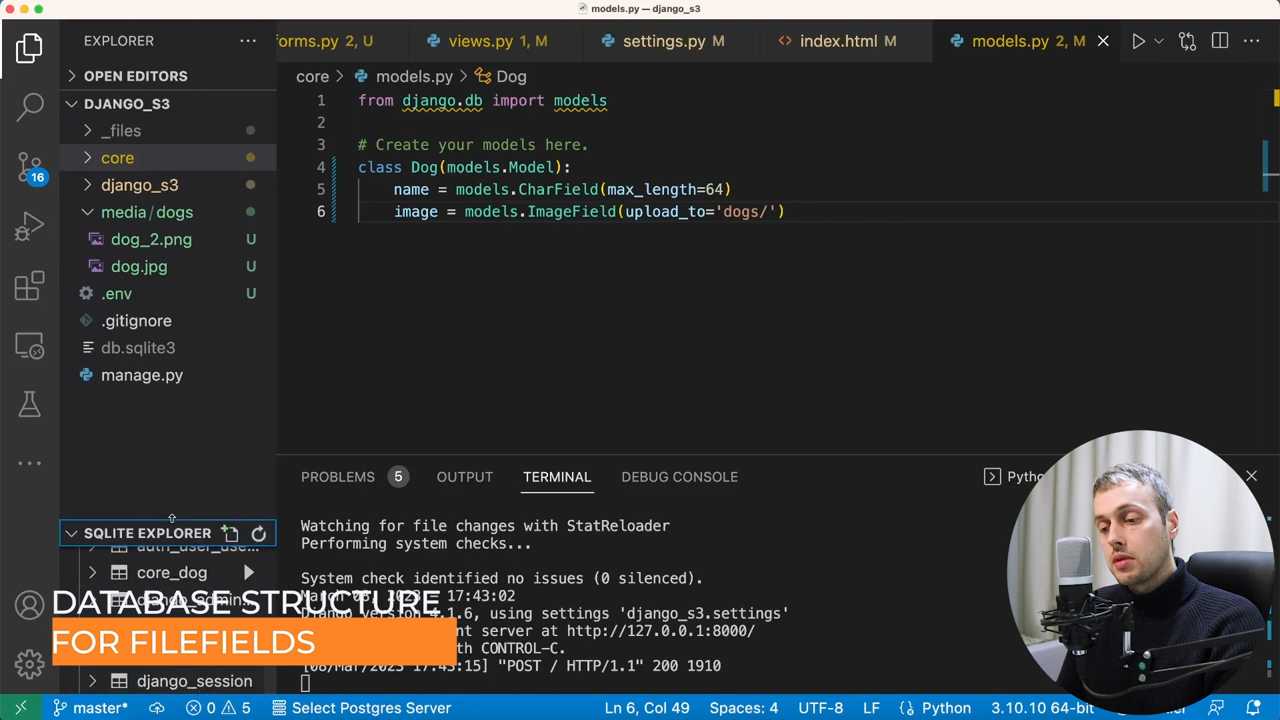 models.py — django_s3
EXPLORER
forms.py 2, U
views.py 1, M
settings.py M
index.html M
models.py 2, M
OPEN EDITORS
core > models.py > Dog
DJANGO_S3
_files
core
django_s3
media/dogs
dog_2.png U
dog.jpg U
.env U
.gitignore
db.sqlite3
manage.py
16
1 from django.db import models
2
3 # Create your models here.
4 class Dog(models.Model):
5 name = models.CharField(max_length=64)
6 image = models.ImageField(upload_to='dogs/')
PROBLEMS 5 OUTPUT TERMINAL DEBUG CONSOLE
Watching for file changes with StatReloader
Performing system checks...
System check identified no issues (0 silenced).
17:43:02
using settings 'django_s3.settings'
server at http://127.0.0.1:8000/
CONTROL-C.
"POST / HTTP/1.1" 200 1910
SQLITE EXPLORER
core_dog
django_session
DATABASE STRUCTURE
FOR FILEFIELDS
master* 0 5 Select Postgres Server Ln 6, Col 49 Spaces: 4 UTF-8 LF Python 3.10.10 64-bit